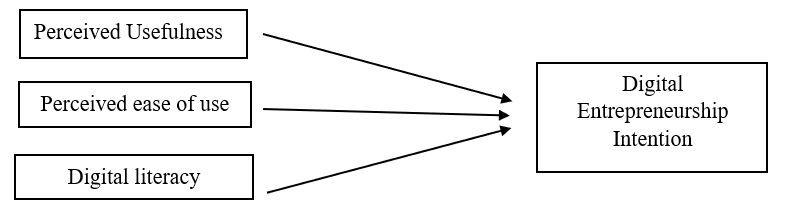 Perceived Usefulness
Perceived ease of use
Digital literacy
Digital
Entrepreneurship
Intention